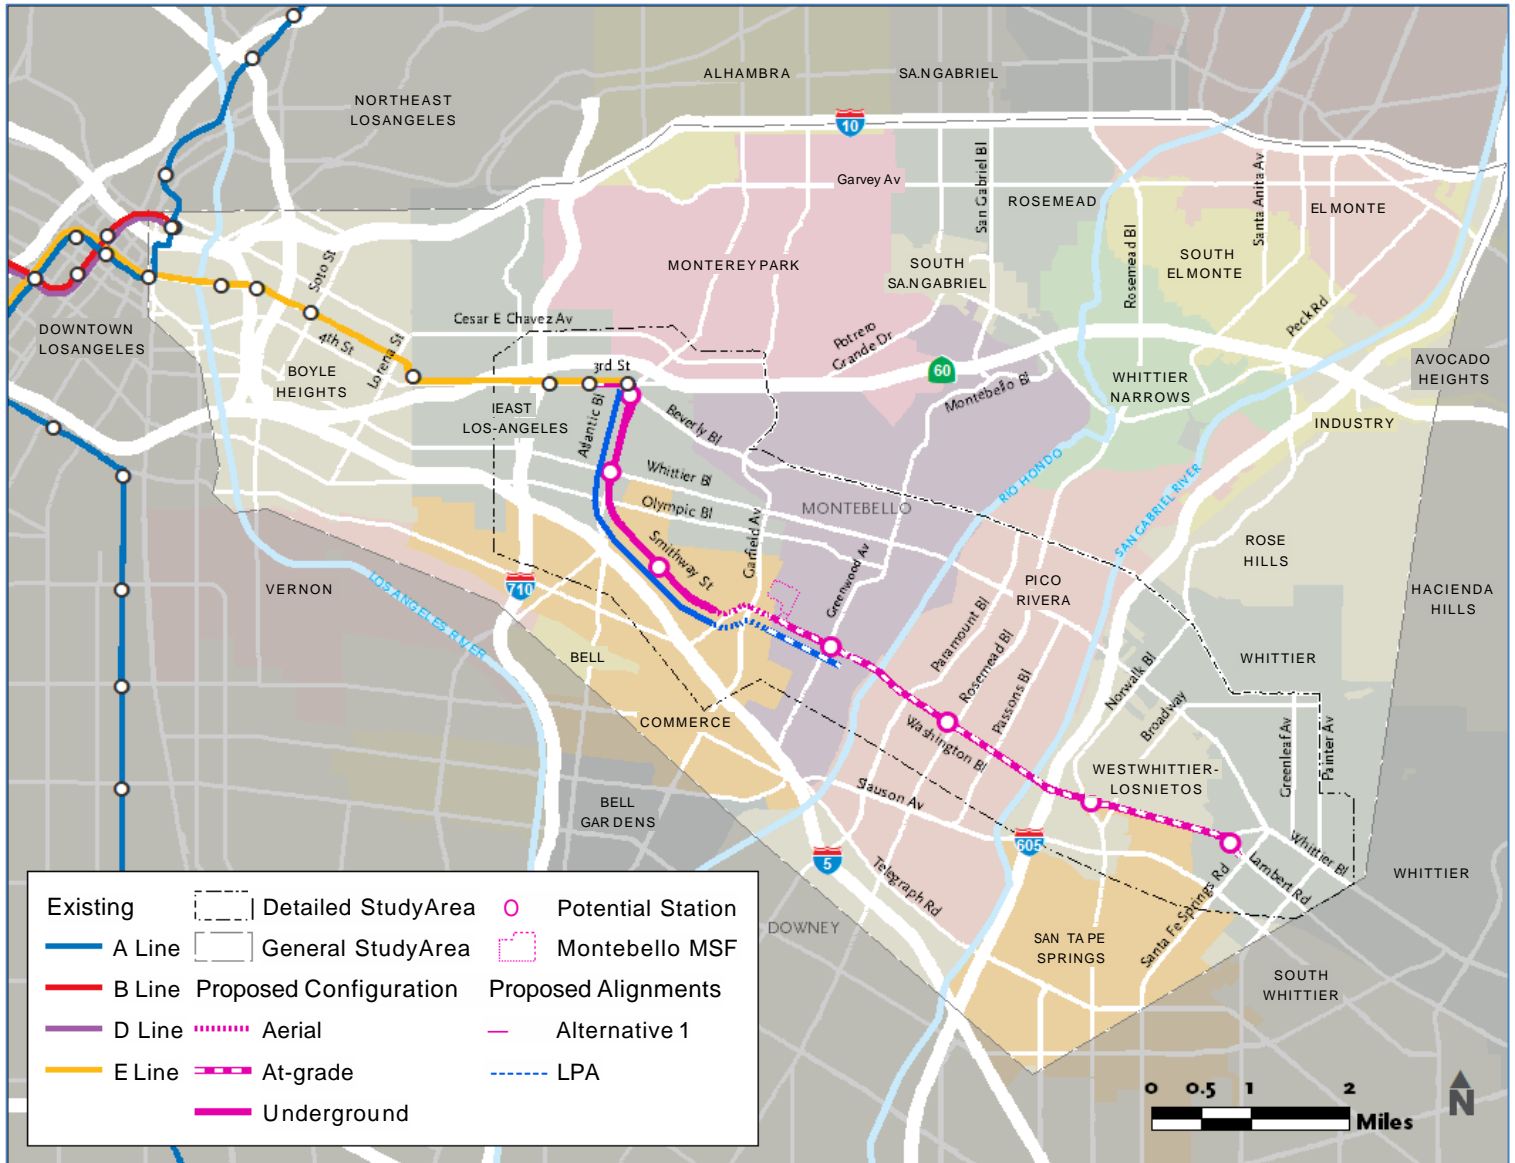 ALHAMBRA
SA.N GABRIEL
NORTHEAST
LOSANGELES
10
Garvey Av
San Gabriel Bl
ROSEMEAD
Santa Anita Av
EL MONTE
Soto St
MONTEREY PARK
SOUTH
SA.N GABRIEL
Rosemead Bl
SOUTH
EL MONTE
DOWNTOWN
LOSANGELES
Cesar E Chavez Av
4th St
Lorena St
Potrero
Grande Dr
Peck Rd
BOYLE
HEIGHTS
3rd St
60
Montebello Bl
WHITTIER
NARROWS
AVOCADO
HEIGHTS
IEAST
LOS-ANGELES
Atlantic Bl
Beverly Bl
INDUSTRY
Whittier Bl
Olympic Bl
MONTEBELLO
RIO HONDO
SAN GABRIEL RIVER
Smithway St
Garfield Av
Greenwood Av
ROSE
HILLS
VERNON
LOS ANGELES RIVER
710
PICO
RIVERA
HACIENDA
HILLS
BELL
Paramount Bl
Rosemead Bl
Passons Bl
Norwalk Bl
Broadway
WHITTIER
COMMERCE
Washington Bl
Greenleaf Av
Painter Av
WESTWHITTIER-
LOSNIETOS
BELL
GARDENS
Slauson Av
605
5
Whittier Bl
Lambert Rd
Telegraph Rd
Santa Fe Springs Rd
WHITTIER
DOWNEY
SAN TA PE
SPRINGS
SOUTH
WHITTIER
Existing
A Line
B Line
D Line
E Line
Detailed StudyArea
General StudyArea
Proposed Configuration
Aerial
At-grade
Underground
Potential Station
Montebello MSF
Proposed Alignments
Alternative 1
LPA
0 0.5 1 2
Miles
N